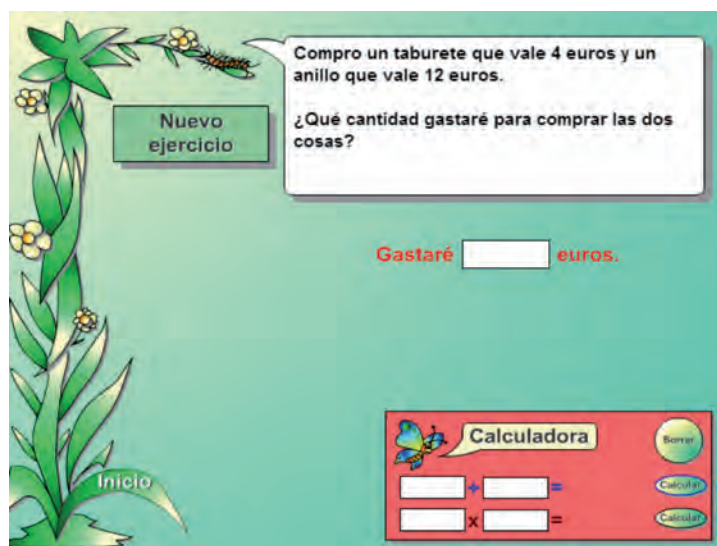 Compro un taburete que vale 4 euros y un
anillo que vale 12 euros.
¿Qué cantidad gastaré para comprar las dos
cosas?
Nuevo
ejercicio
Gastaré euros.
Calculadora
Borrar
+ = Calcular
x = Calcular
Inicio